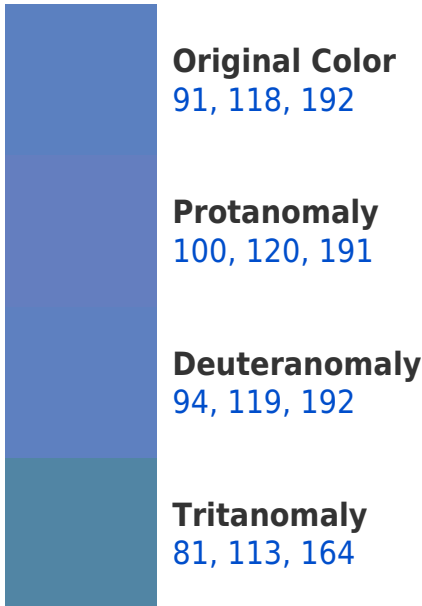 Original Color
91, 118, 192
Protanomaly
100, 120, 191
Deuteranomaly
94, 119, 192
Tritanomaly
81, 113, 164